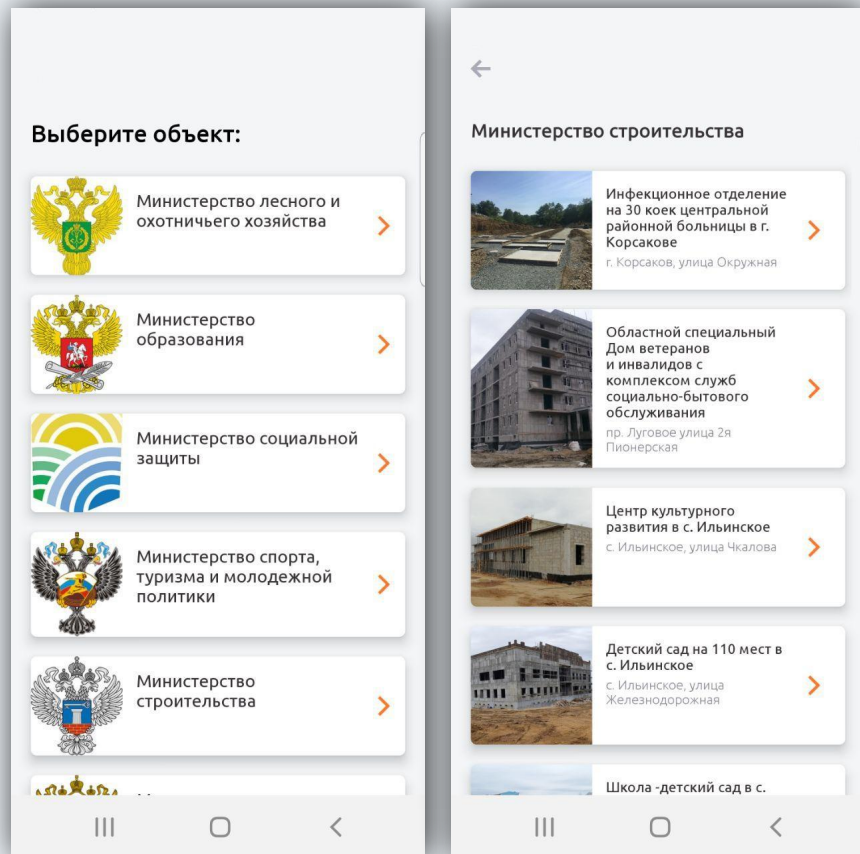 Выберите объект:
Министерство лесного и
охотничьего хозяйства
Министерство
образования
Министерство социальной
защиты
Министерство спорта,
туризма и молодежной
политики
Министерство
строительства
Министерство строительства
Инфекционное отделение
на 30 коек центральной
районной больницы в г.
Корсакове
г. Корсаков, улица Окружная
Областной специальный
Дом ветеранов
и инвалидов с
комплексом служб
социально-бытового
обслуживания
пр. Луговое улица 2я
Пионерская
Центр культурного
развития в с. Ильинское
с. Ильинское, улица Чкалова
Детский сад на 110 мест в
с. Ильинское
с. Ильинское, улица
Железнодорожная
Школа -детский сад в с.